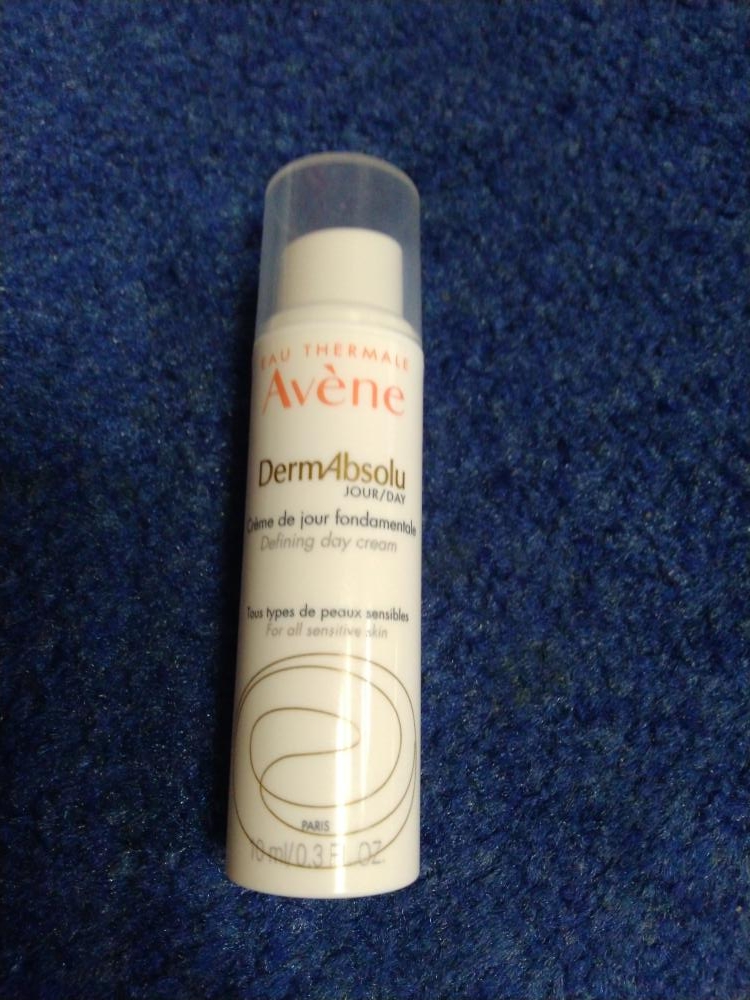 EAU THERMALE
Avène
DermAbsolu
JOUR/DAY
Crème de jour fondamentale
Defining day cream
Tous types de peaux sensibles
For all sensitive skin
PARIS
10 ml/0.3 FL.OZ.